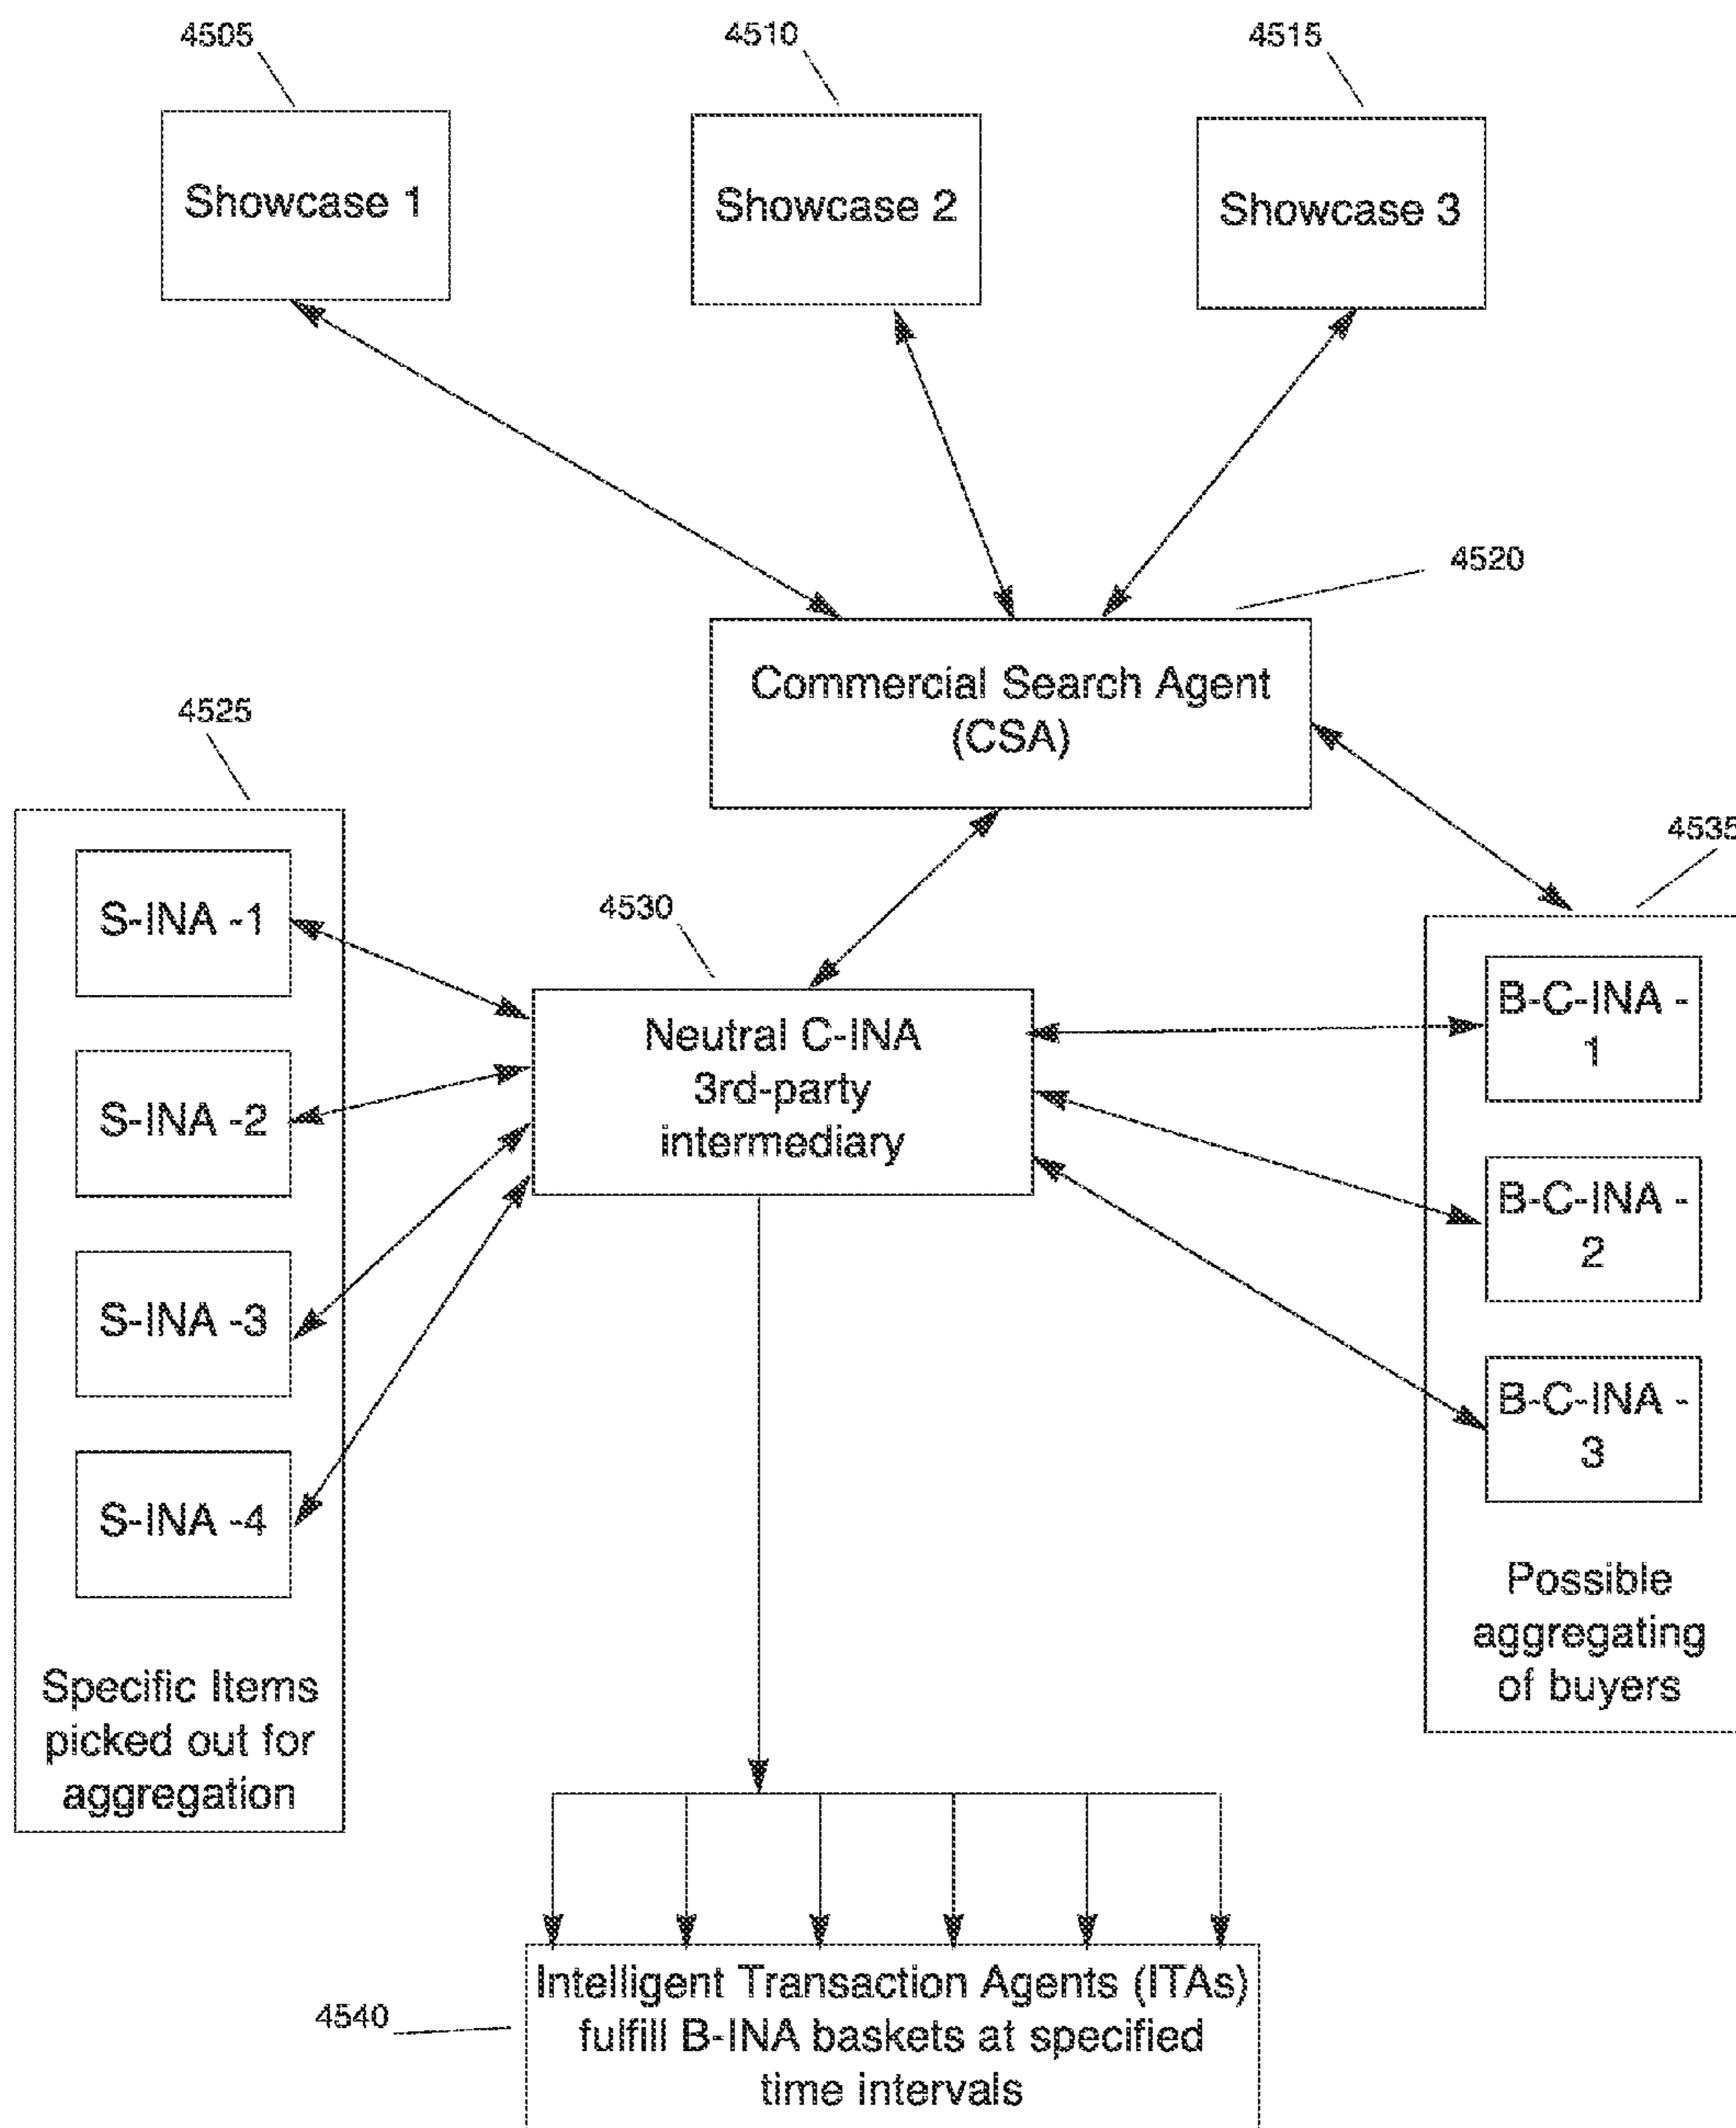 4505
4510
4515
Showcase 1
Showcase 2
Showcase 3
4520
Commercial Search Agent
(CSA)
4525
4535
4530
S-INA -1
S-INA -2
S-INA -3
S-INA -4
Specific Items
picked out for
aggregation
Neutral C-INA
3rd-party
intermediary
B-C-INA -
1
B-C-INA -
2
B-C-INA -
3
Possible
aggregating
of buyers
4540
Intelligent Transaction Agents (ITAs)
fulfill B-INA baskets at specified
time intervals